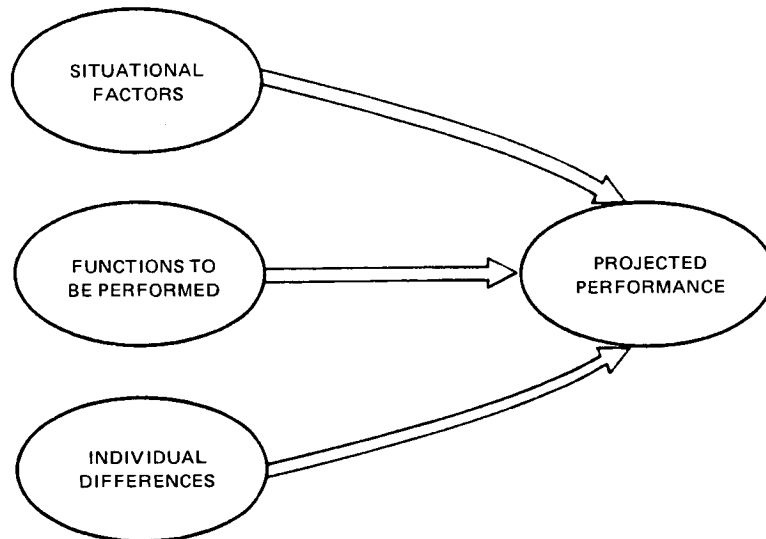 SITUATIONAL
FACTORS
FUNCTIONS TO
BE PERFORMED
PROJECTED
PERFORMANCE
INDIVIDUAL
DIFFERENCES